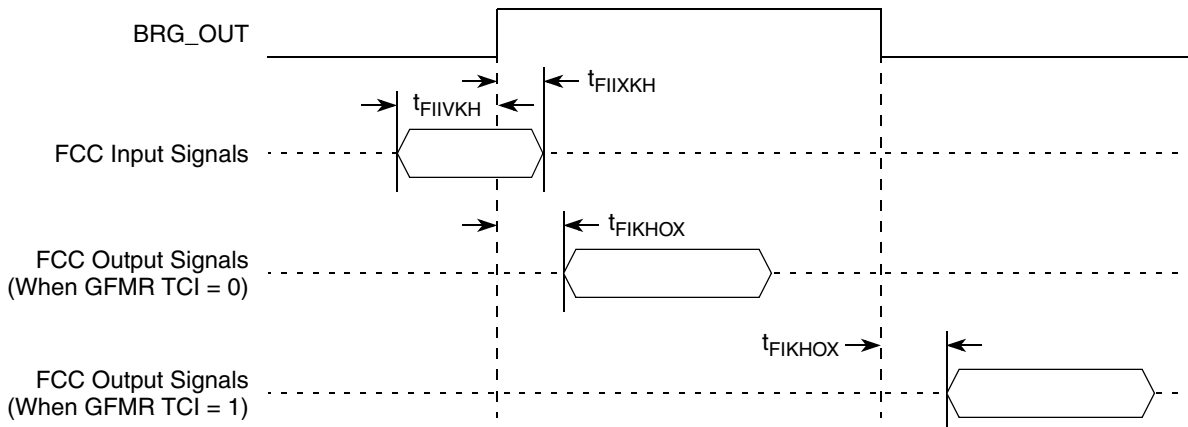 BRG_OUT
tFIIXKH
tFIIVKH
FCC Input Signals
tFIKHOX
FCC Output Signals
(When GFMR TCI = 0)
tFIKHOX
FCC Output Signals
(When GFMR TCI = 1)